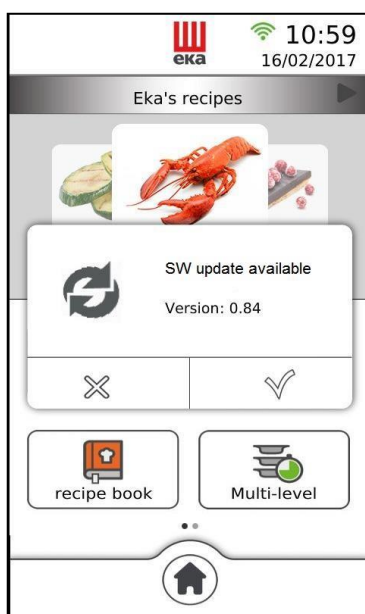 10:59
eka
16/02/2017
Eka's recipes
SW update available
Version: 0.84
recipe book
Multi-level